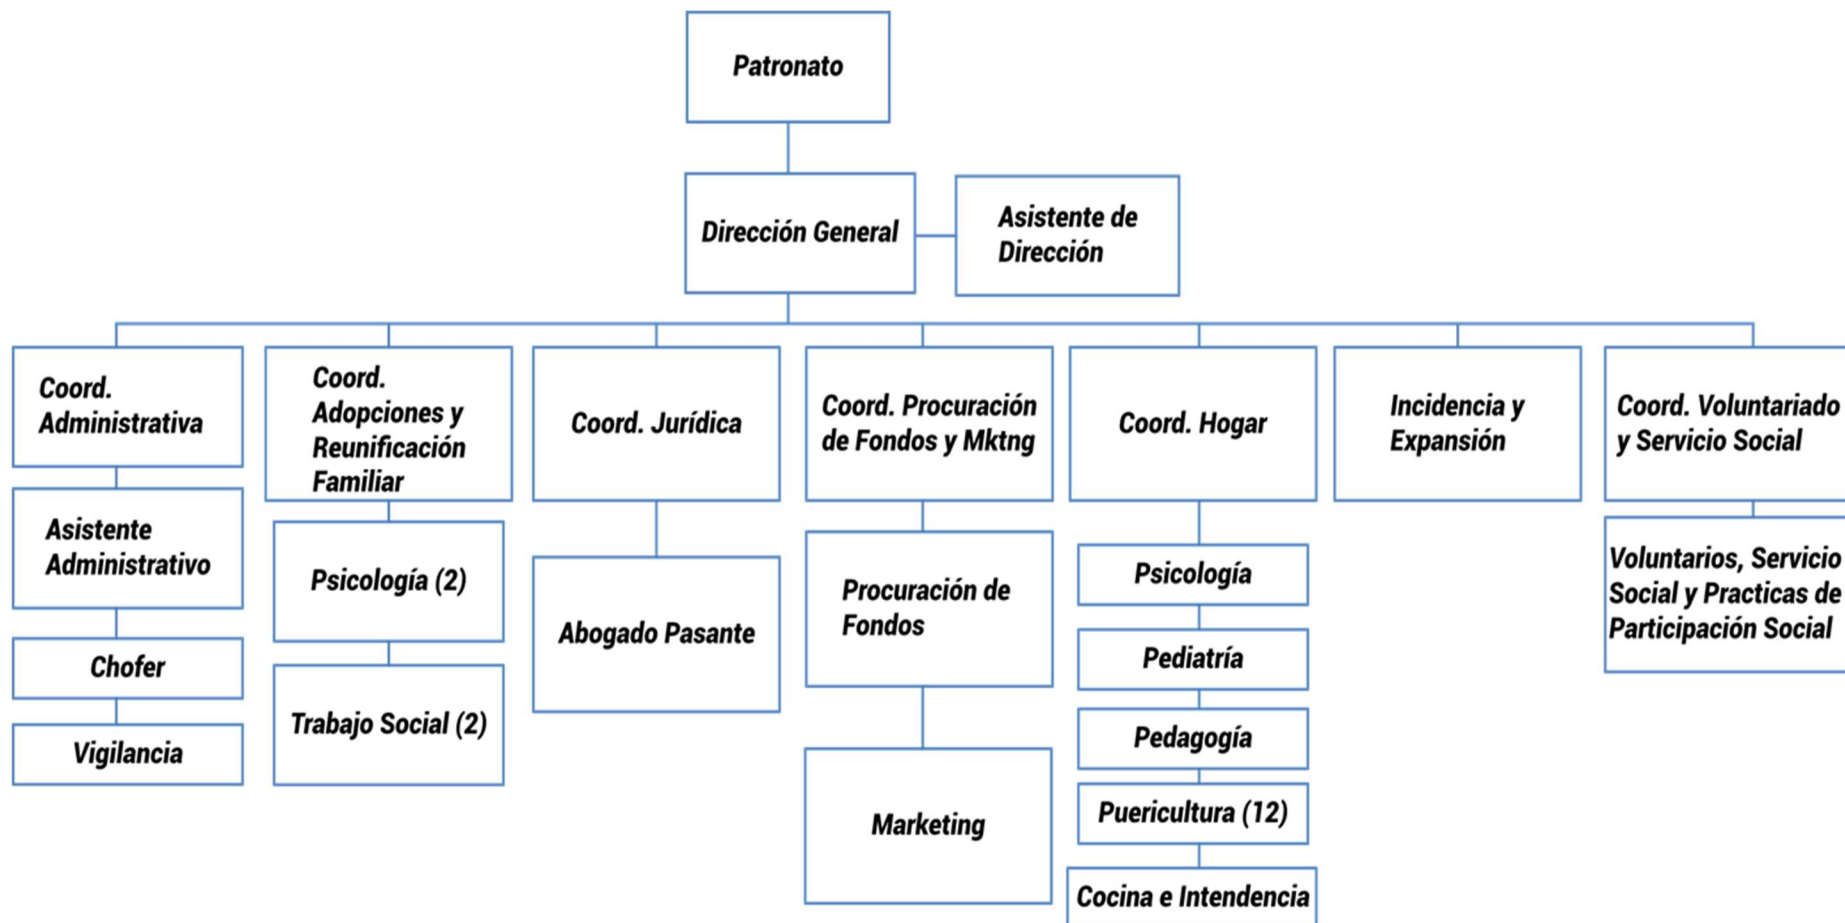 Patronato
Dirección General
Asistente de
Dirección
Coord.
Administrativa
Asistente
Administrativo
Chofer
Vigilancia
Coord.
Adopciones y
Reunificación
Familiar
Psicología (2)
Trabajo Social (2)
Coord. Jurídica
Abogado Pasante
Coord. Procuración
de Fondos y Mktng
Procuración de
Fondos
Marketing
Coord. Hogar
Psicología
Pediatría
Pedagogía
Puericultura (12)
Cocina e Intendencia
Incidencia y
Expansión
Coord. Voluntariado
y Servicio Social
Voluntarios, Servicio
Social y Practicas de
Participación Social